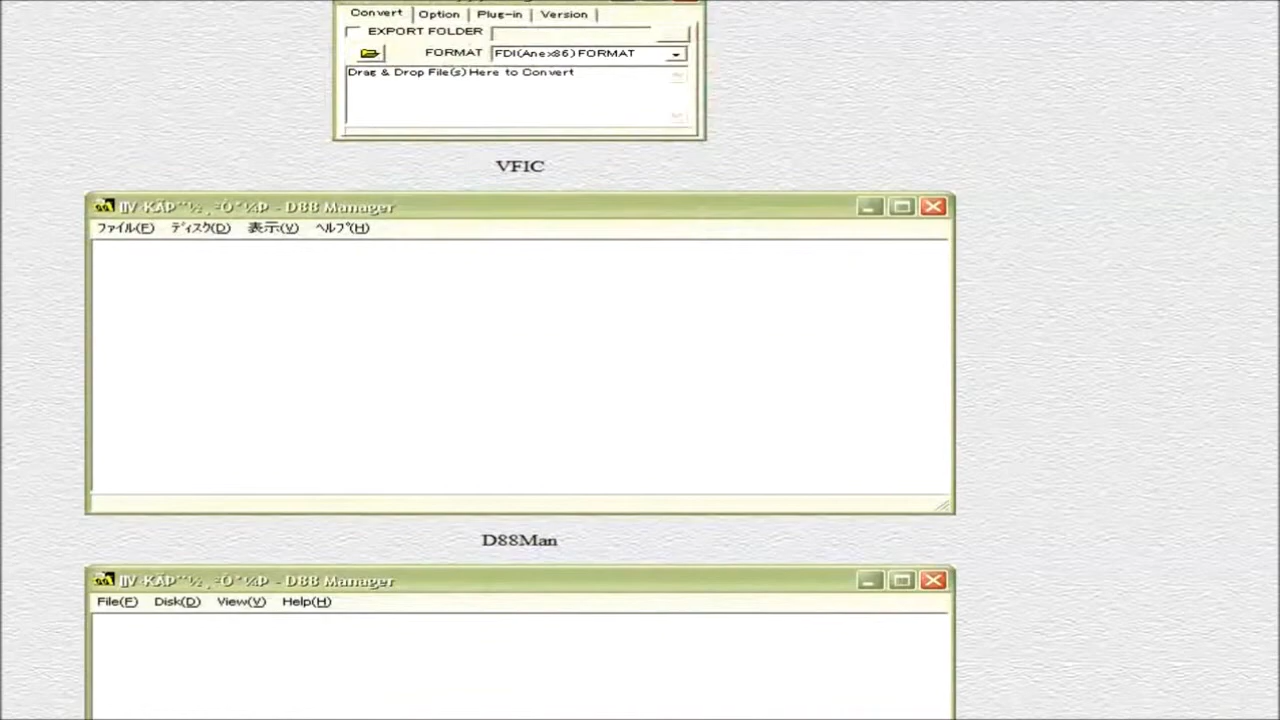 Convert Option Plug-in Version
EXPORT FOLDER
FORMAT FDI(Anex86)FORMAT
Drag & Drop File(s) Here to Convert
VFIC
- D88 Manager
ファイル(F) ディスク(D) 表示(V) ヘルプ(H)
D88Man
- D88 Manager
File(F) Disk(D) View(V) Help(H)